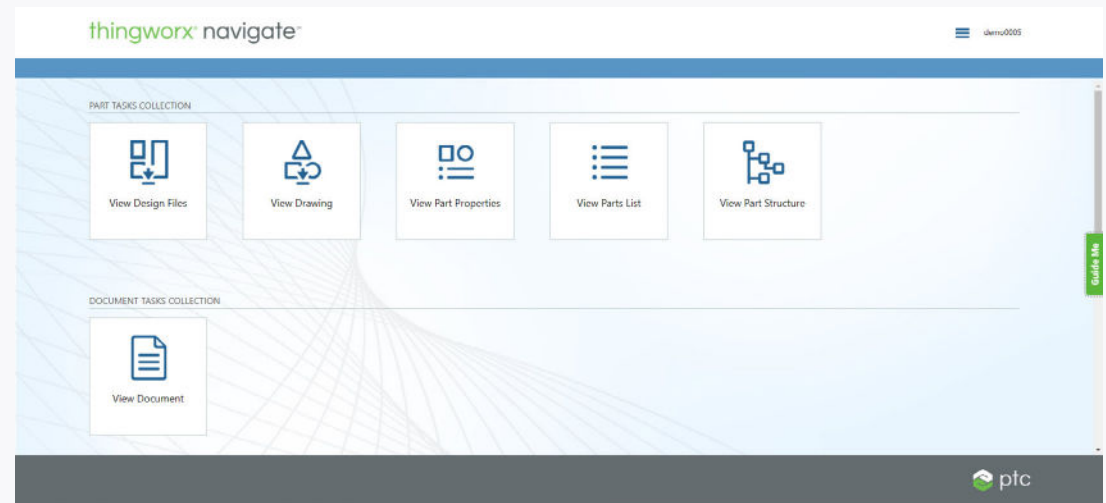 thingworx navigate
demo0005
PART TASKS COLLECTION
View Design Files
View Drawing
View Part Properties
View Parts List
View Part Structure
Guide Me
DOCUMENT TASKS COLLECTION
View Document
ptc